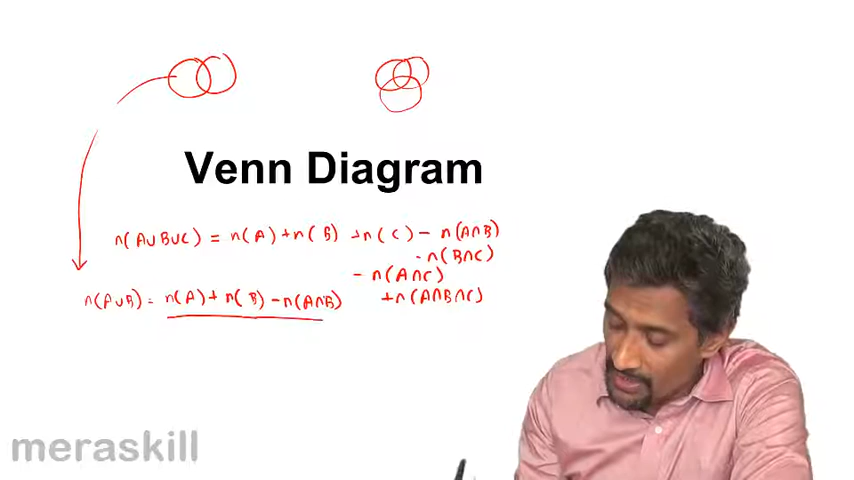 Venn Diagram
n(A∪B∪C) = n(A)+n(B) +n(C) - n(A∩B)
- n(B∩C)
- n(A∩C)
n(A∪B) = n(A)+ n(B) - n(A∩B) +n(A∩B∩C)
meraskill